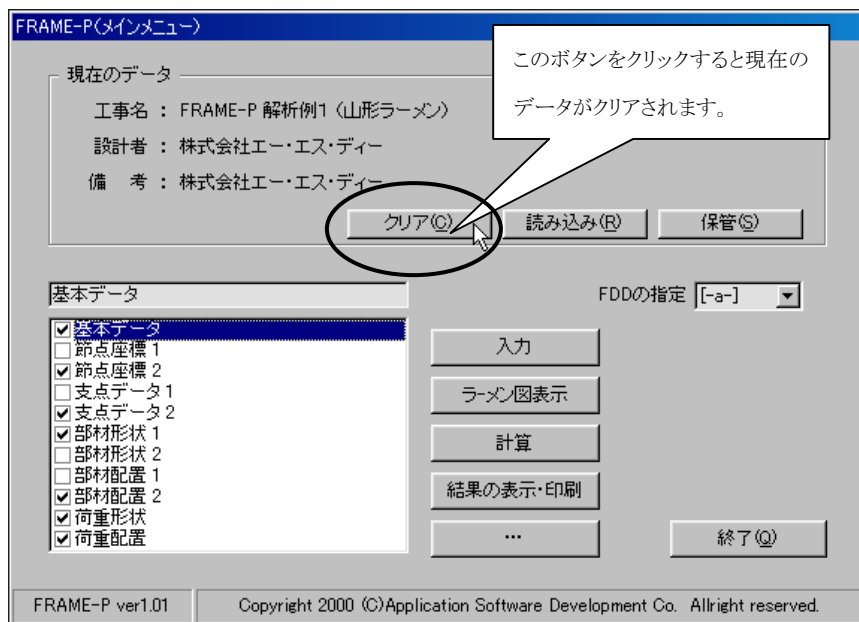 FRAME-P(メインメニュー)
このボタンをクリックすると現在の
データがクリアされます。
現在のデータ
工事名 : FRAME-P 解析例1 (山形ラーメン)
設計者 : 株式会社エー・エス・ディー
備 考 : 株式会社エー・エス・ディー
クリア(C) 読み込み(R) 保管(S)
基本データ FDDの指定 [-a-]
基本データ
節点座標 1
節点座標 2
支点データ 1
支点データ 2
部材形状 1
部材形状 2
部材配置 1
部材配置 2
荷重形状
荷重配置
入力
ラーメン図表示
計算
結果の表示・印刷
...
終了(Q)
FRAME-P ver1.01 Copyright 2000 (C)Application Software Development Co. Allright reserved.